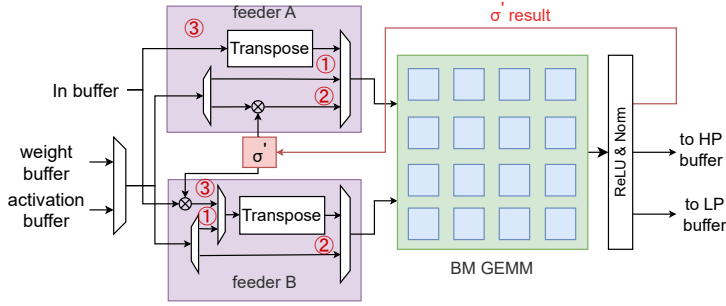 feeder A
σ' result
③
Transpose
①
In buffer
②
weight
buffer
σ'
ReLU & Norm
to HP
buffer
activation
buffer
③
①
Transpose
to LP
buffer
②
feeder B
BM GEMM